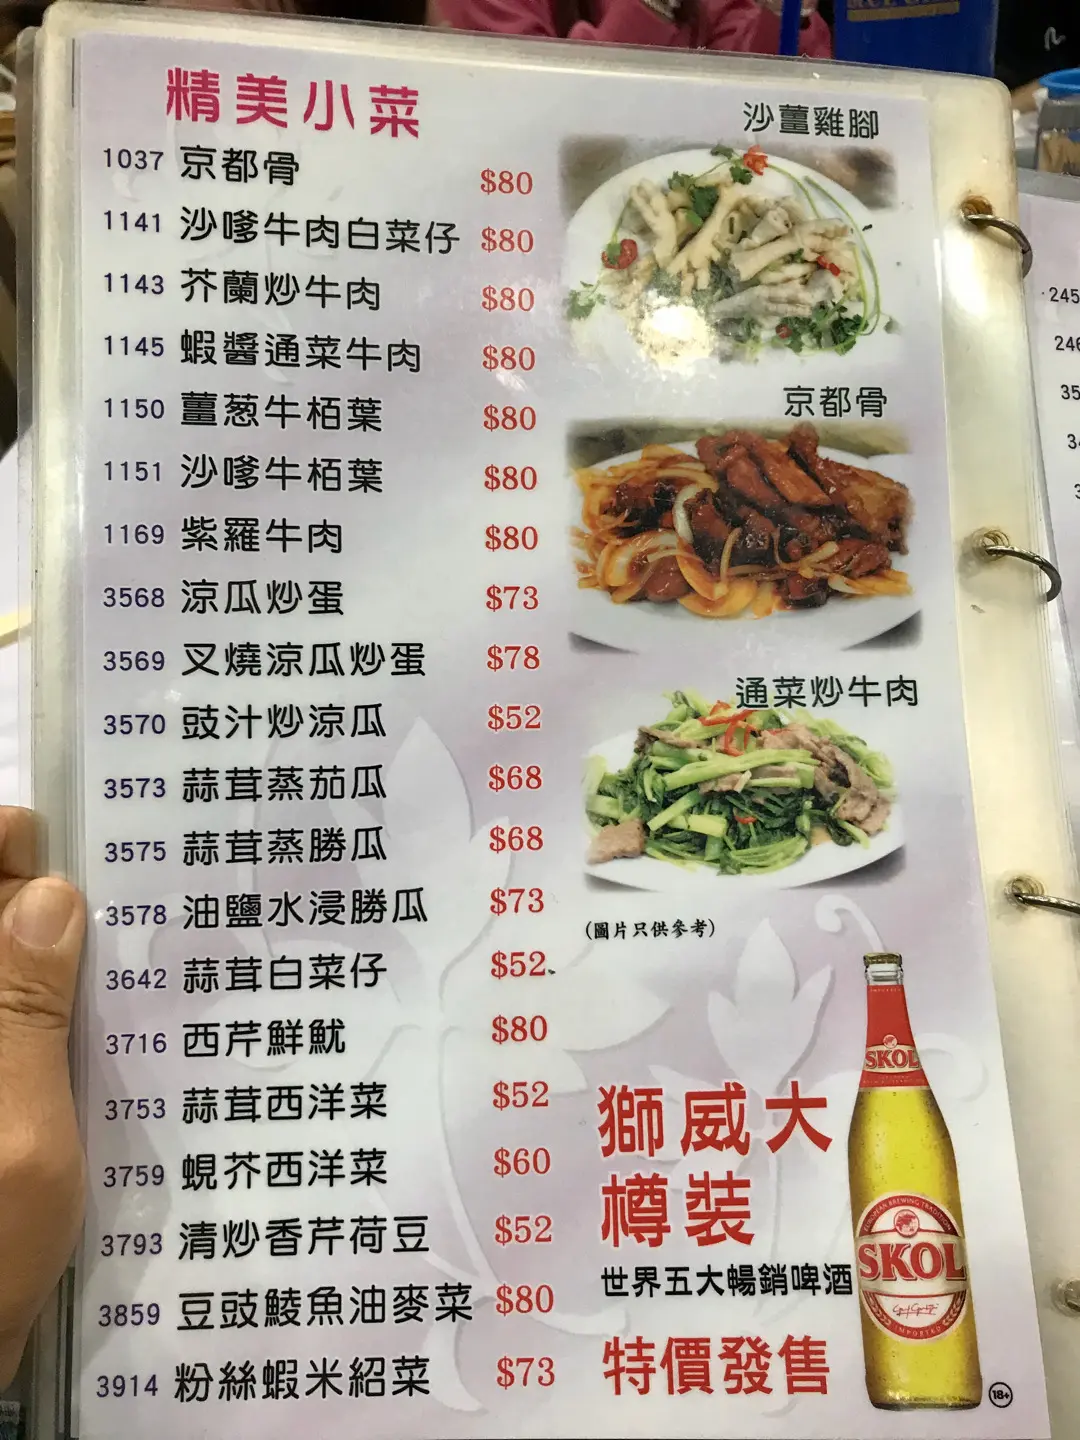 精美小菜
1037 京都骨 $80
1141 沙嗲牛肉白菜仔 $80
1143 芥蘭炒牛肉 $80
1145 蝦醬通菜牛肉 $80
1150 薑葱牛栢葉 $80
1151 沙嗲牛栢葉 $80
1169 紫羅牛肉 $80
3568 涼瓜炒蛋 $73
3569 叉燒涼瓜炒蛋 $78
3570 豉汁炒涼瓜 $52
3573 蒜茸蒸茄瓜 $68
3575 蒜茸蒸勝瓜 $68
3578 油鹽水浸勝瓜 $73
3642 蒜茸白菜仔 $52
3716 西芹鮮魷 $80
3753 蒜茸西洋菜 $52
3759 蜆芥西洋菜 $60
3793 清炒香芹荷豆 $52
3859 豆豉鯪魚油麥菜 $80
3914 粉絲蝦米紹菜 $73
沙薑雞腳
京都骨
通菜炒牛肉
(圖片只供參考)
獅威大
樽裝
世界五大暢銷啤酒
特價發售
SKOL
EUROPEAN BREWING TRADITION
SKOL
IMPORTED
18+
245
246
35